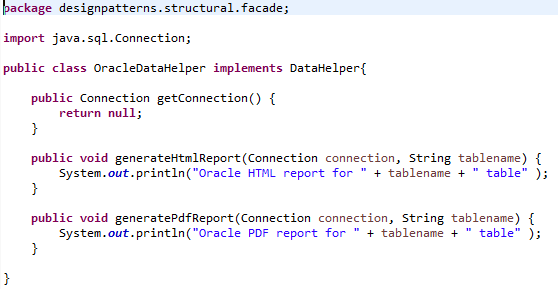 package designpatterns.structural.facade;
import java.sql.Connection;
public class OracleDataHelper implements DataHelper{
public Connection getConnection() {
return null;
}
public void generateHtmlReport(Connection connection, String tablename) {
System.out.println("Oracle HTML report for " + tablename + " table" );
}
public void generatePdfReport(Connection connection, String tablename) {
System.out.println("Oracle PDF report for " + tablename + " table" );
}
}